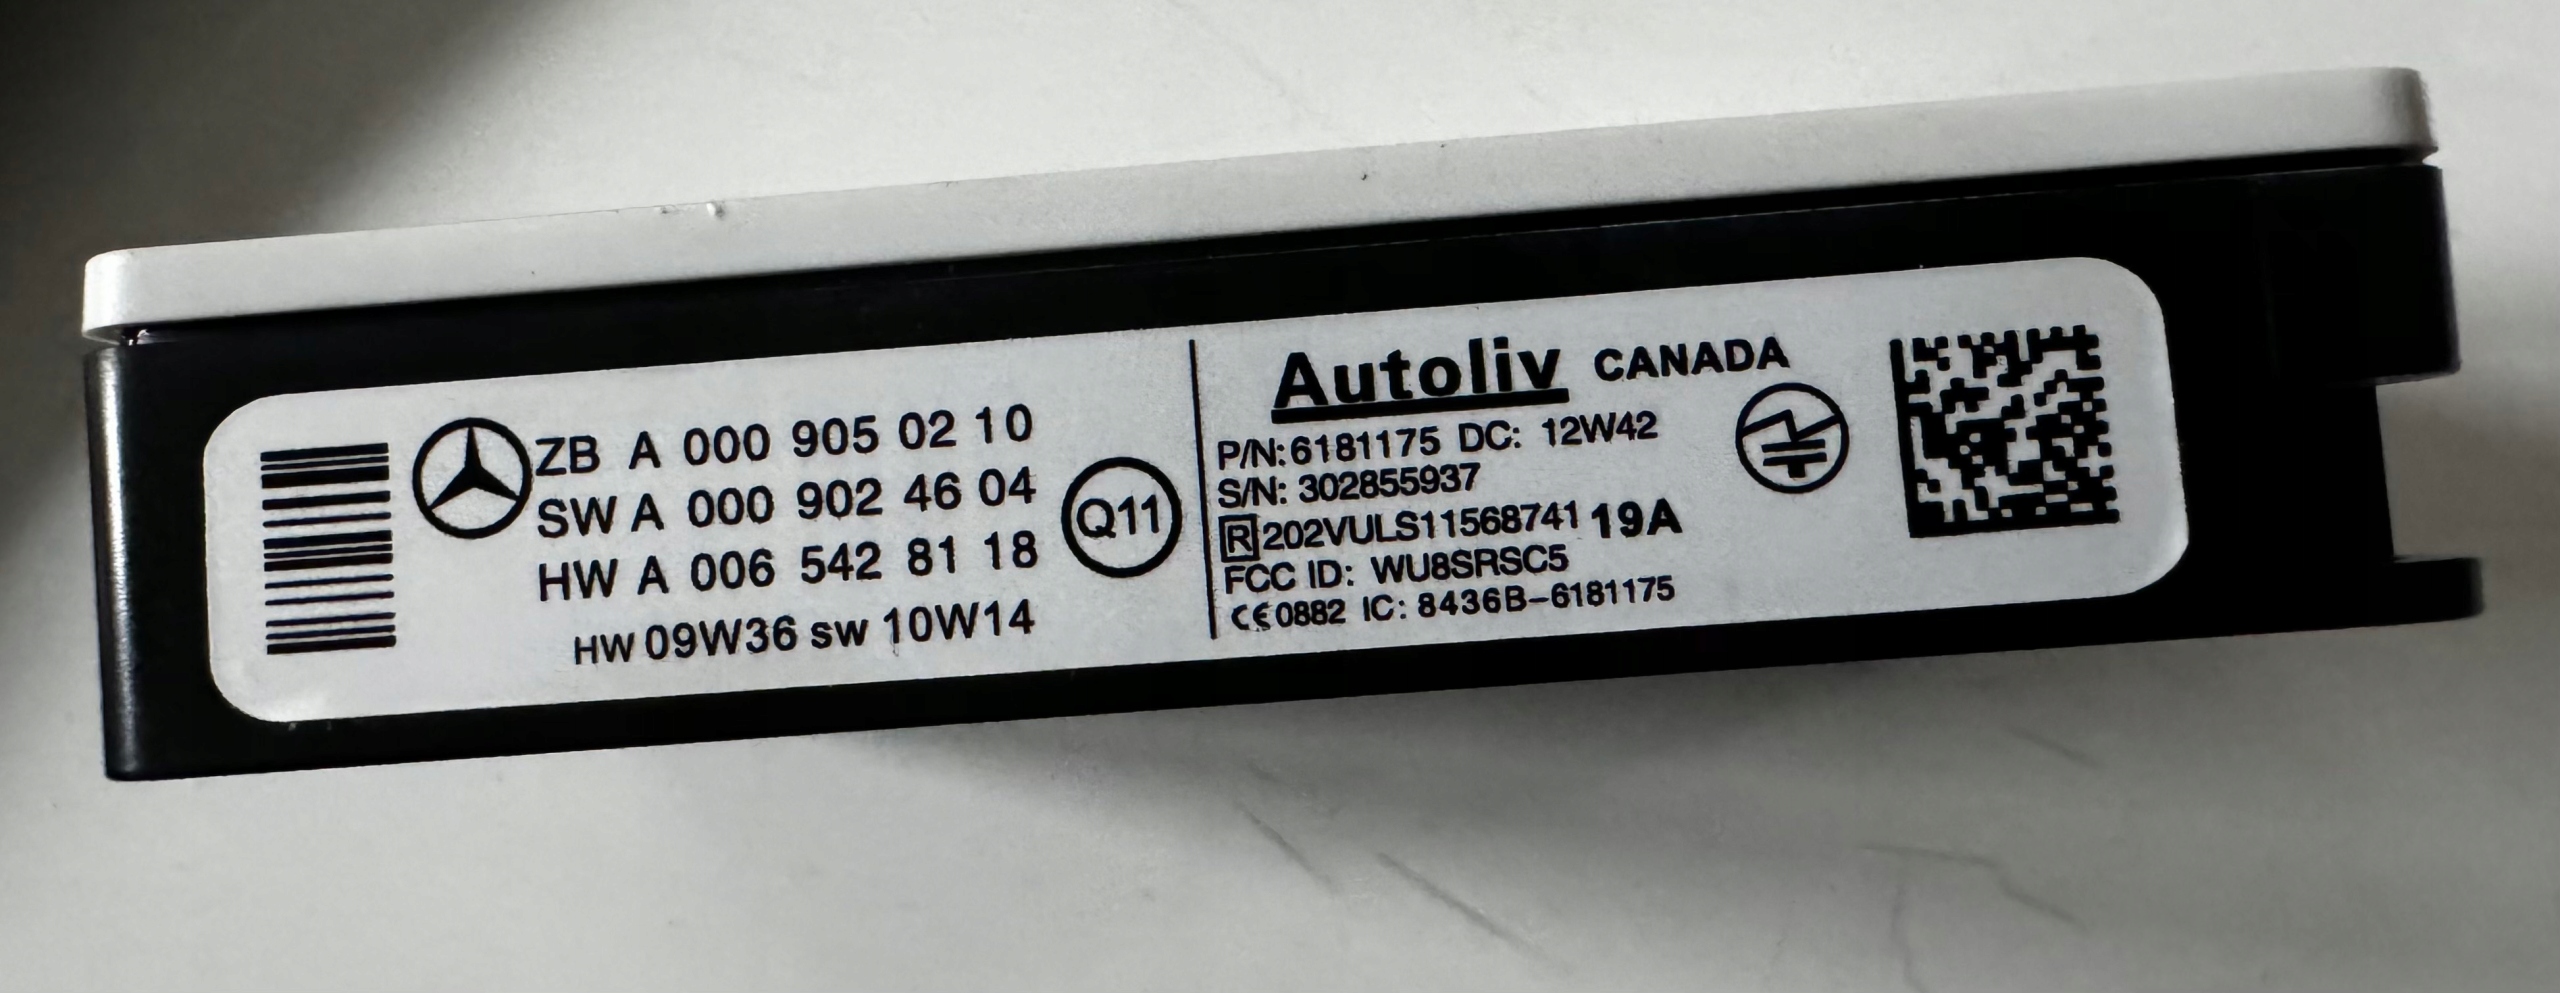 ZB A 000 905 02 10
SW A 000 902 46 04
HW A 006 542 81 18
HW 09W36 SW 10W14
Q11
Autoliv CANADA
P/N:6181175 DC: 12W42
S/N: 302855937
R 202VULS11568741 19A
FCC ID: WU8SRSC5
CE0882 IC: 8436B-6181175